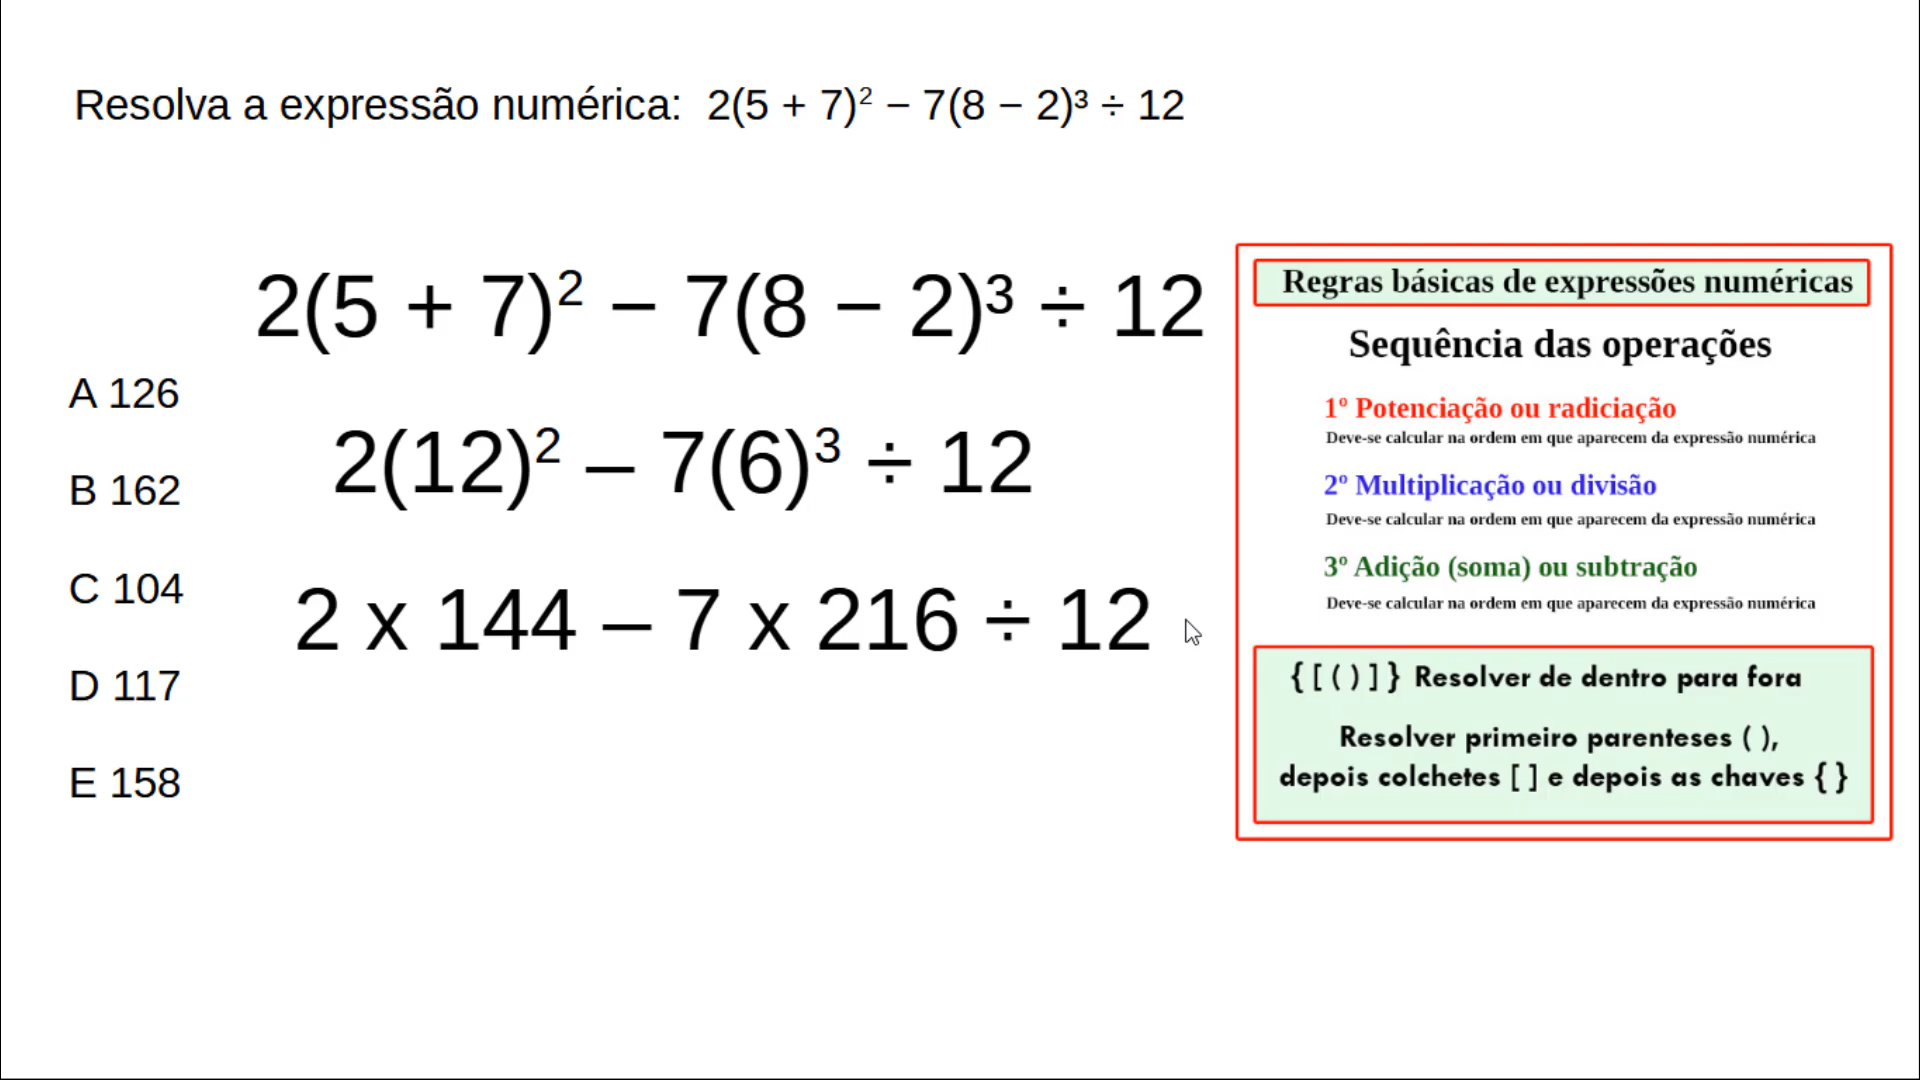 Resolva a expressão numérica: 2(5 + 7)² − 7(8 − 2)³ ÷ 12
2(5 + 7)² − 7(8 − 2)³ ÷ 12
2(12)² – 7(6)³ ÷ 12
2 x 144 – 7 x 216 ÷ 12
A 126
B 162
C 104
D 117
E 158
Regras básicas de expressões numéricas
Sequência das operações
1º Potenciação ou radiciação
Deve-se calcular na ordem em que aparecem da expressão numérica
2º Multiplicação ou divisão
Deve-se calcular na ordem em que aparecem da expressão numérica
3º Adição (soma) ou subtração
Deve-se calcular na ordem em que aparecem da expressão numérica
{ [ ( ) ] } Resolver de dentro para fora
Resolver primeiro parenteses ( ),
depois colchetes [ ] e depois as chaves { }